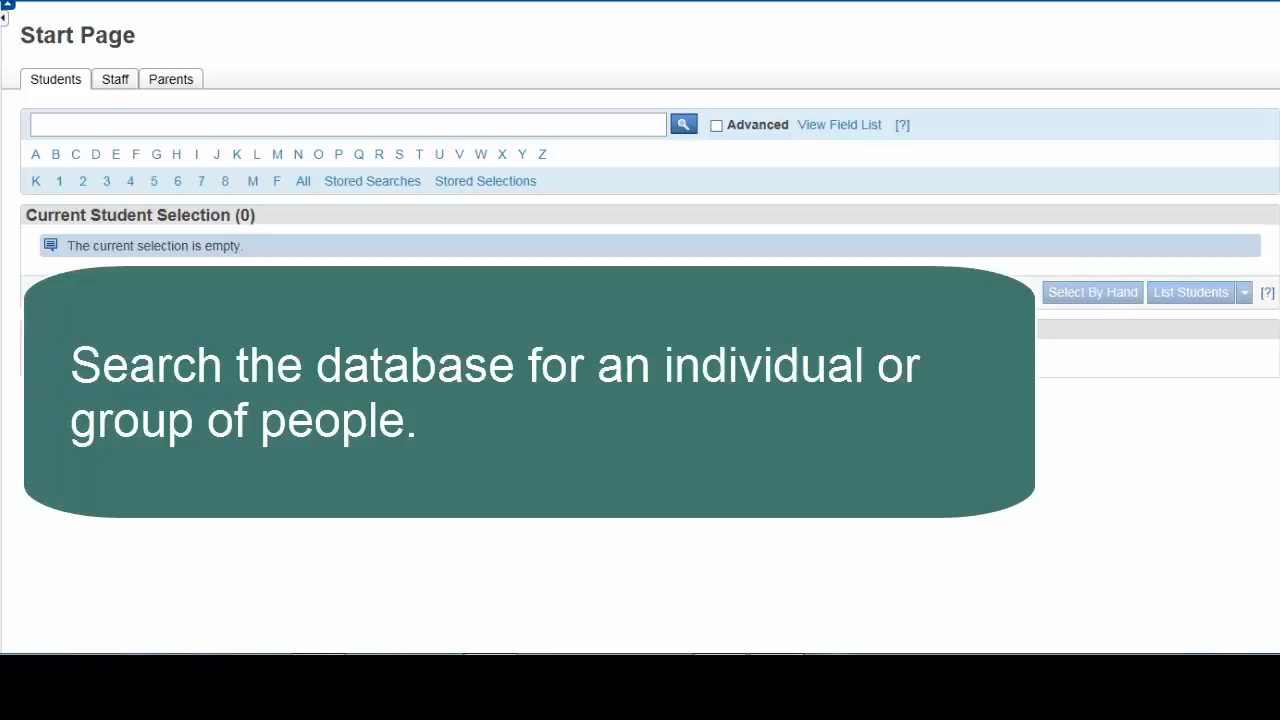 Start Page
Students Staff Parents
Advanced View Field List [?]
A B C D E F G H I J K L M N O P Q R S T U V W X Y Z
K 1 2 3 4 5 6 7 8 M F All Stored Searches Stored Selections
Current Student Selection (0)
The current selection is empty.
Select By Hand List Students [?]
Search the database for an individual or
group of people.